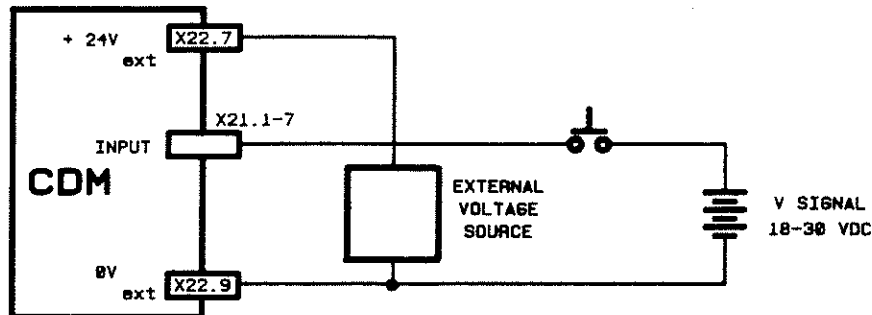 + 24V
ext
X22.7
X21.1-7
INPUT
CDM
EXTERNAL
VOLTAGE
SOURCE
V SIGNAL
18-30 VDC
0V
ext
X22.9